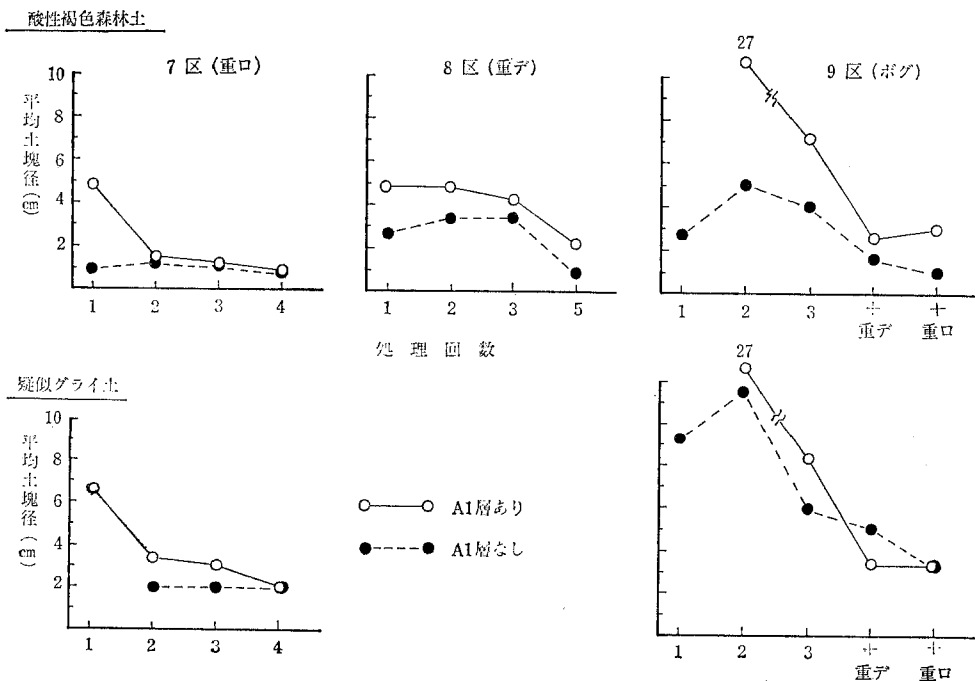 酸性褐色森林土
7 区 (重ロ)
8 区 (重デ)
9 区 (ボグ)
27
10
8
6
4
2
平均土塊径 (cm)
1 2 3 4
1 2 3 5
1 2 3 + +
重デ 重ロ
処 理 回 数
疑似グライ土
27
10
8
6
4
2
平均土塊径 (cm)
A1層あり
A1層なし
1 2 3 4
1 2 3 + +
重デ 重ロ